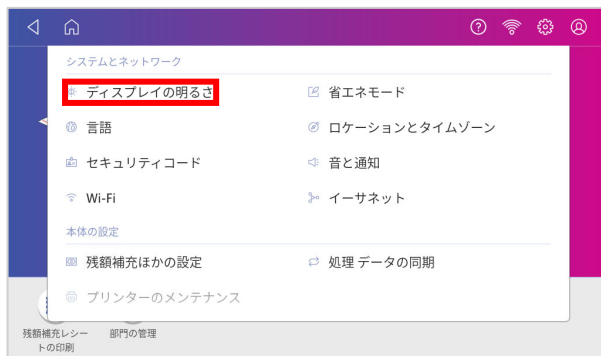 システムとネットワーク
ディスプレイの明るさ
省エネモード
言語
ロケーションとタイムゾーン
セキュリティコード
音と通知
Wi-Fi
イーサネット
本体の設定
残額補充ほかの設定
処理 データの同期
プリンターのメンテナンス
残額補充レシー
トの印刷
部門の管理